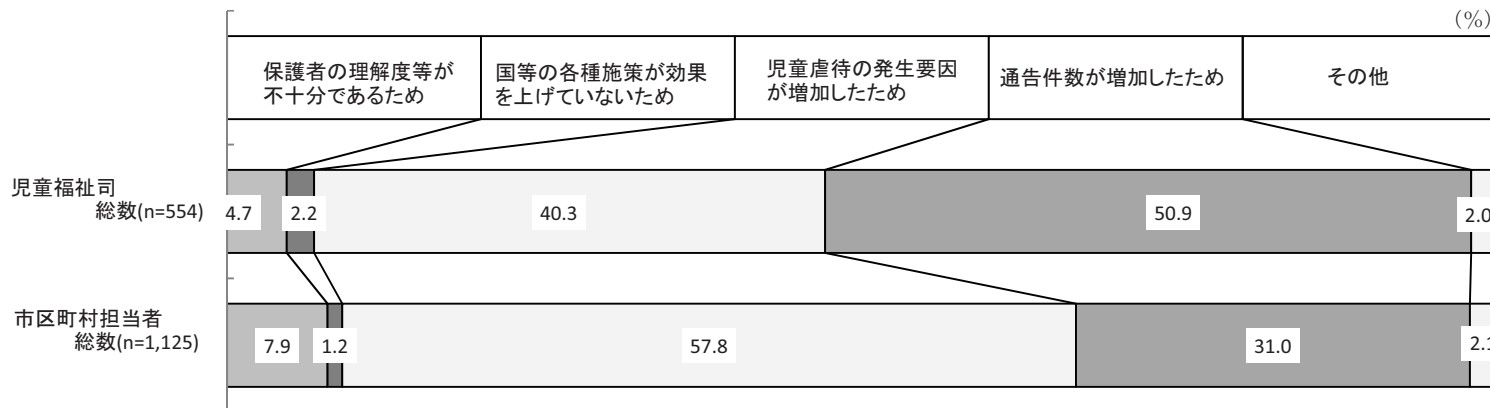 (%)
保護者の理解度等が
不十分であるため
国等の各種施策が効果
を上げていないため
児童虐待の発生要因
が増加したため
通告件数が増加したため
その他
児童福祉司
総数(n=554)
4.7
2.2
40.3
50.9
2.0
市区町村担当者
総数(n=1,125)
7.9
1.2
57.8
31.0
2.1